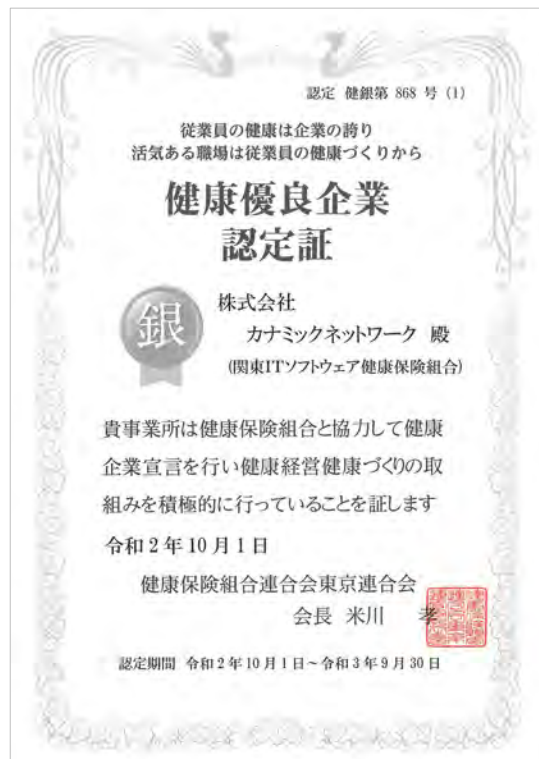 認定 健銀第 868 号 (1)
従業員の健康は企業の誇り
活気ある職場は従業員の健康づくりから
健康優良企業
認定証
銀
株式会社
カナミックネットワーク 殿
(関東ITソフトウェア健康保険組合)
貴事業所は健康保険組合と協力して健康
企業宣言を行い健康経営健康づくりの取
組みを積極的に行っていることを証します
令和2年10月1日
健康保険組合連合会東京連合会
会長 米川 孝
認定期間 令和2年10月1日~令和3年9月30日